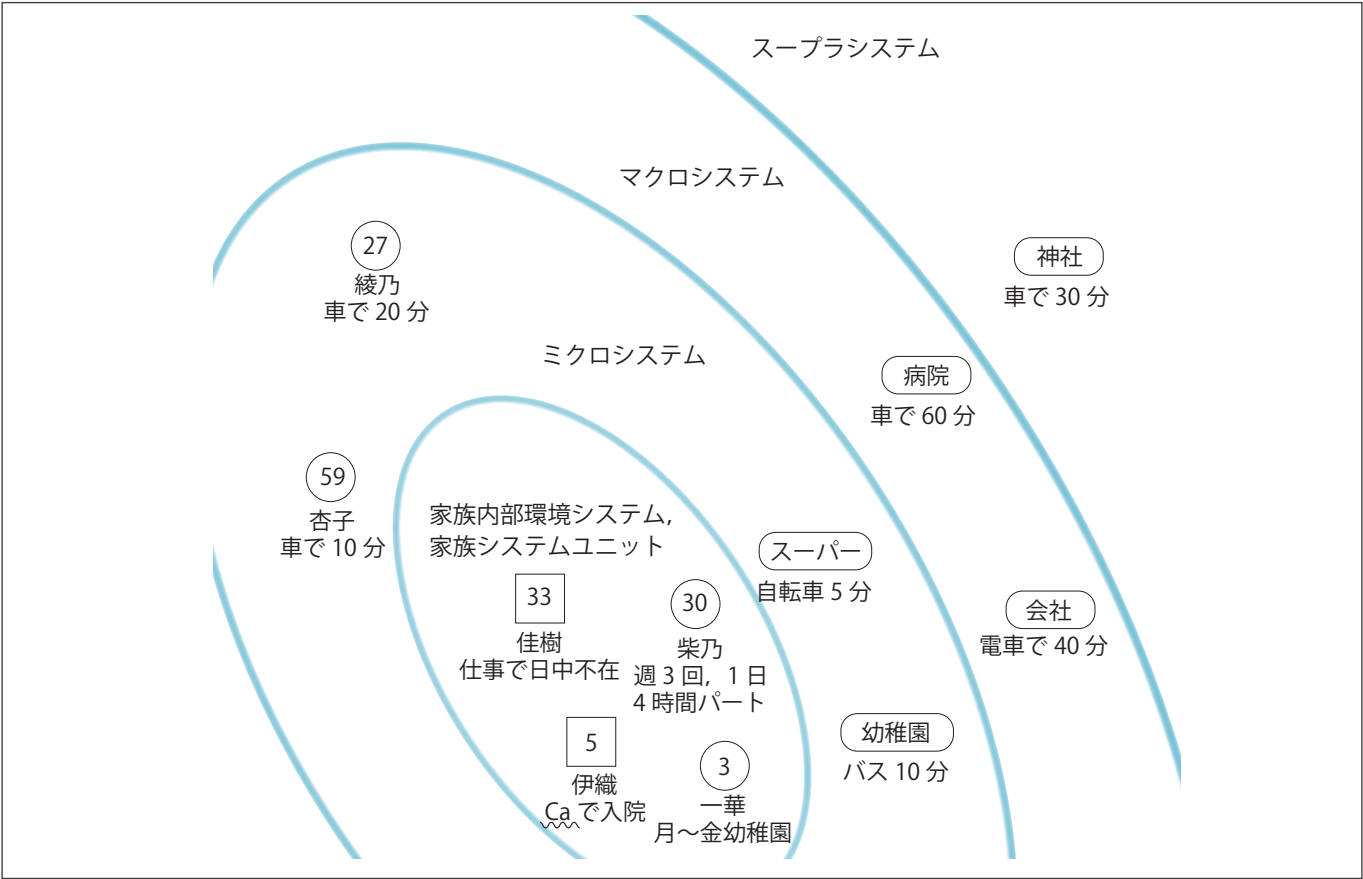 スープラシステム
マクロシステム
27
綾乃
車で 20 分
神社
車で 30 分
ミクロシステム
病院
車で 60 分
59
杏子
車で 10 分
家族内部環境システム,
家族システムユニット
スーパー
自転車 5 分
33
佳樹
仕事で日中不在
30
柴乃
週 3 回，1 日
4 時間パート
会社
電車で 40 分
5
伊織
Ca で入院
3
一華
月〜金幼稚園
幼稚園
バス 10 分